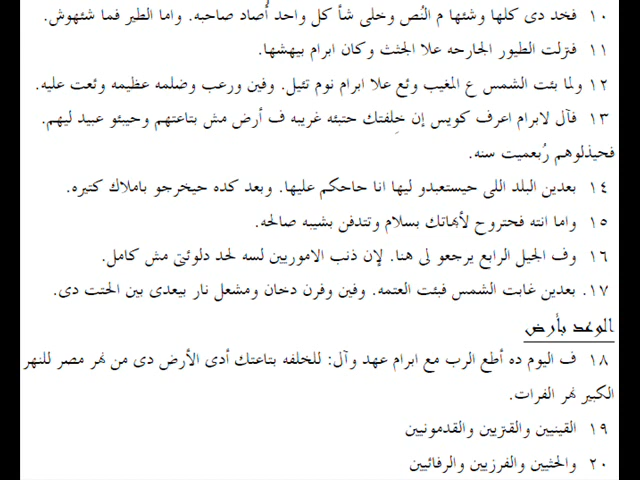 ١٠ فخد دى كلها وشئها م النُص وخلى شأ كل واحد أُصاد صاحبه. واما الطير فما شئهوش.
١١ فنزلت الطيور الجارحه علا الجثث وكان ابرام بيهشها.
١٢ ولما بئت الشمس ع المغيب وئع علا ابرام نوم تئيل. وفين ورعب وضلمه عظيمه وئعت عليه.
١٣ فآل لابرام اعرف كويس إن خِلفتك حتبئه غريبه ف أرض مش بتاعتهم وحيبئو عبيد ليهم.
فحيذلوهم رُبعميت سنه.
١٤ بعدين البلد اللى حيستعبدو ليها انا حاحكم عليها. وبعد كده حيخرجو باملاك كتيره.
١٥ واما انته فحتروح لأبهاتك بسلام وتتدفن بشيبه صالحه.
١٦ وف الجيل الرابع يرجعو لى هنا. لإن ذنب الاموريين لسه لحد دلوئتى مش كامل.
١٧. بعدين غابت الشمس فبئت العتمه. وفين وفرن دخان ومشعل نار بيعدى بين الحتت دى.
الوعد بأرض
١٨ ف اليوم ده أطع الرب مع ابرام عهد وآل: للخلفه بتاعتك أدى الأرض دى من نهر مصر للنهر
الكبير نهر الفرات.
١٩ القينيين والقنزيين والقدمونيين
٢٠ والحثيين والفرزيين والرفائيين